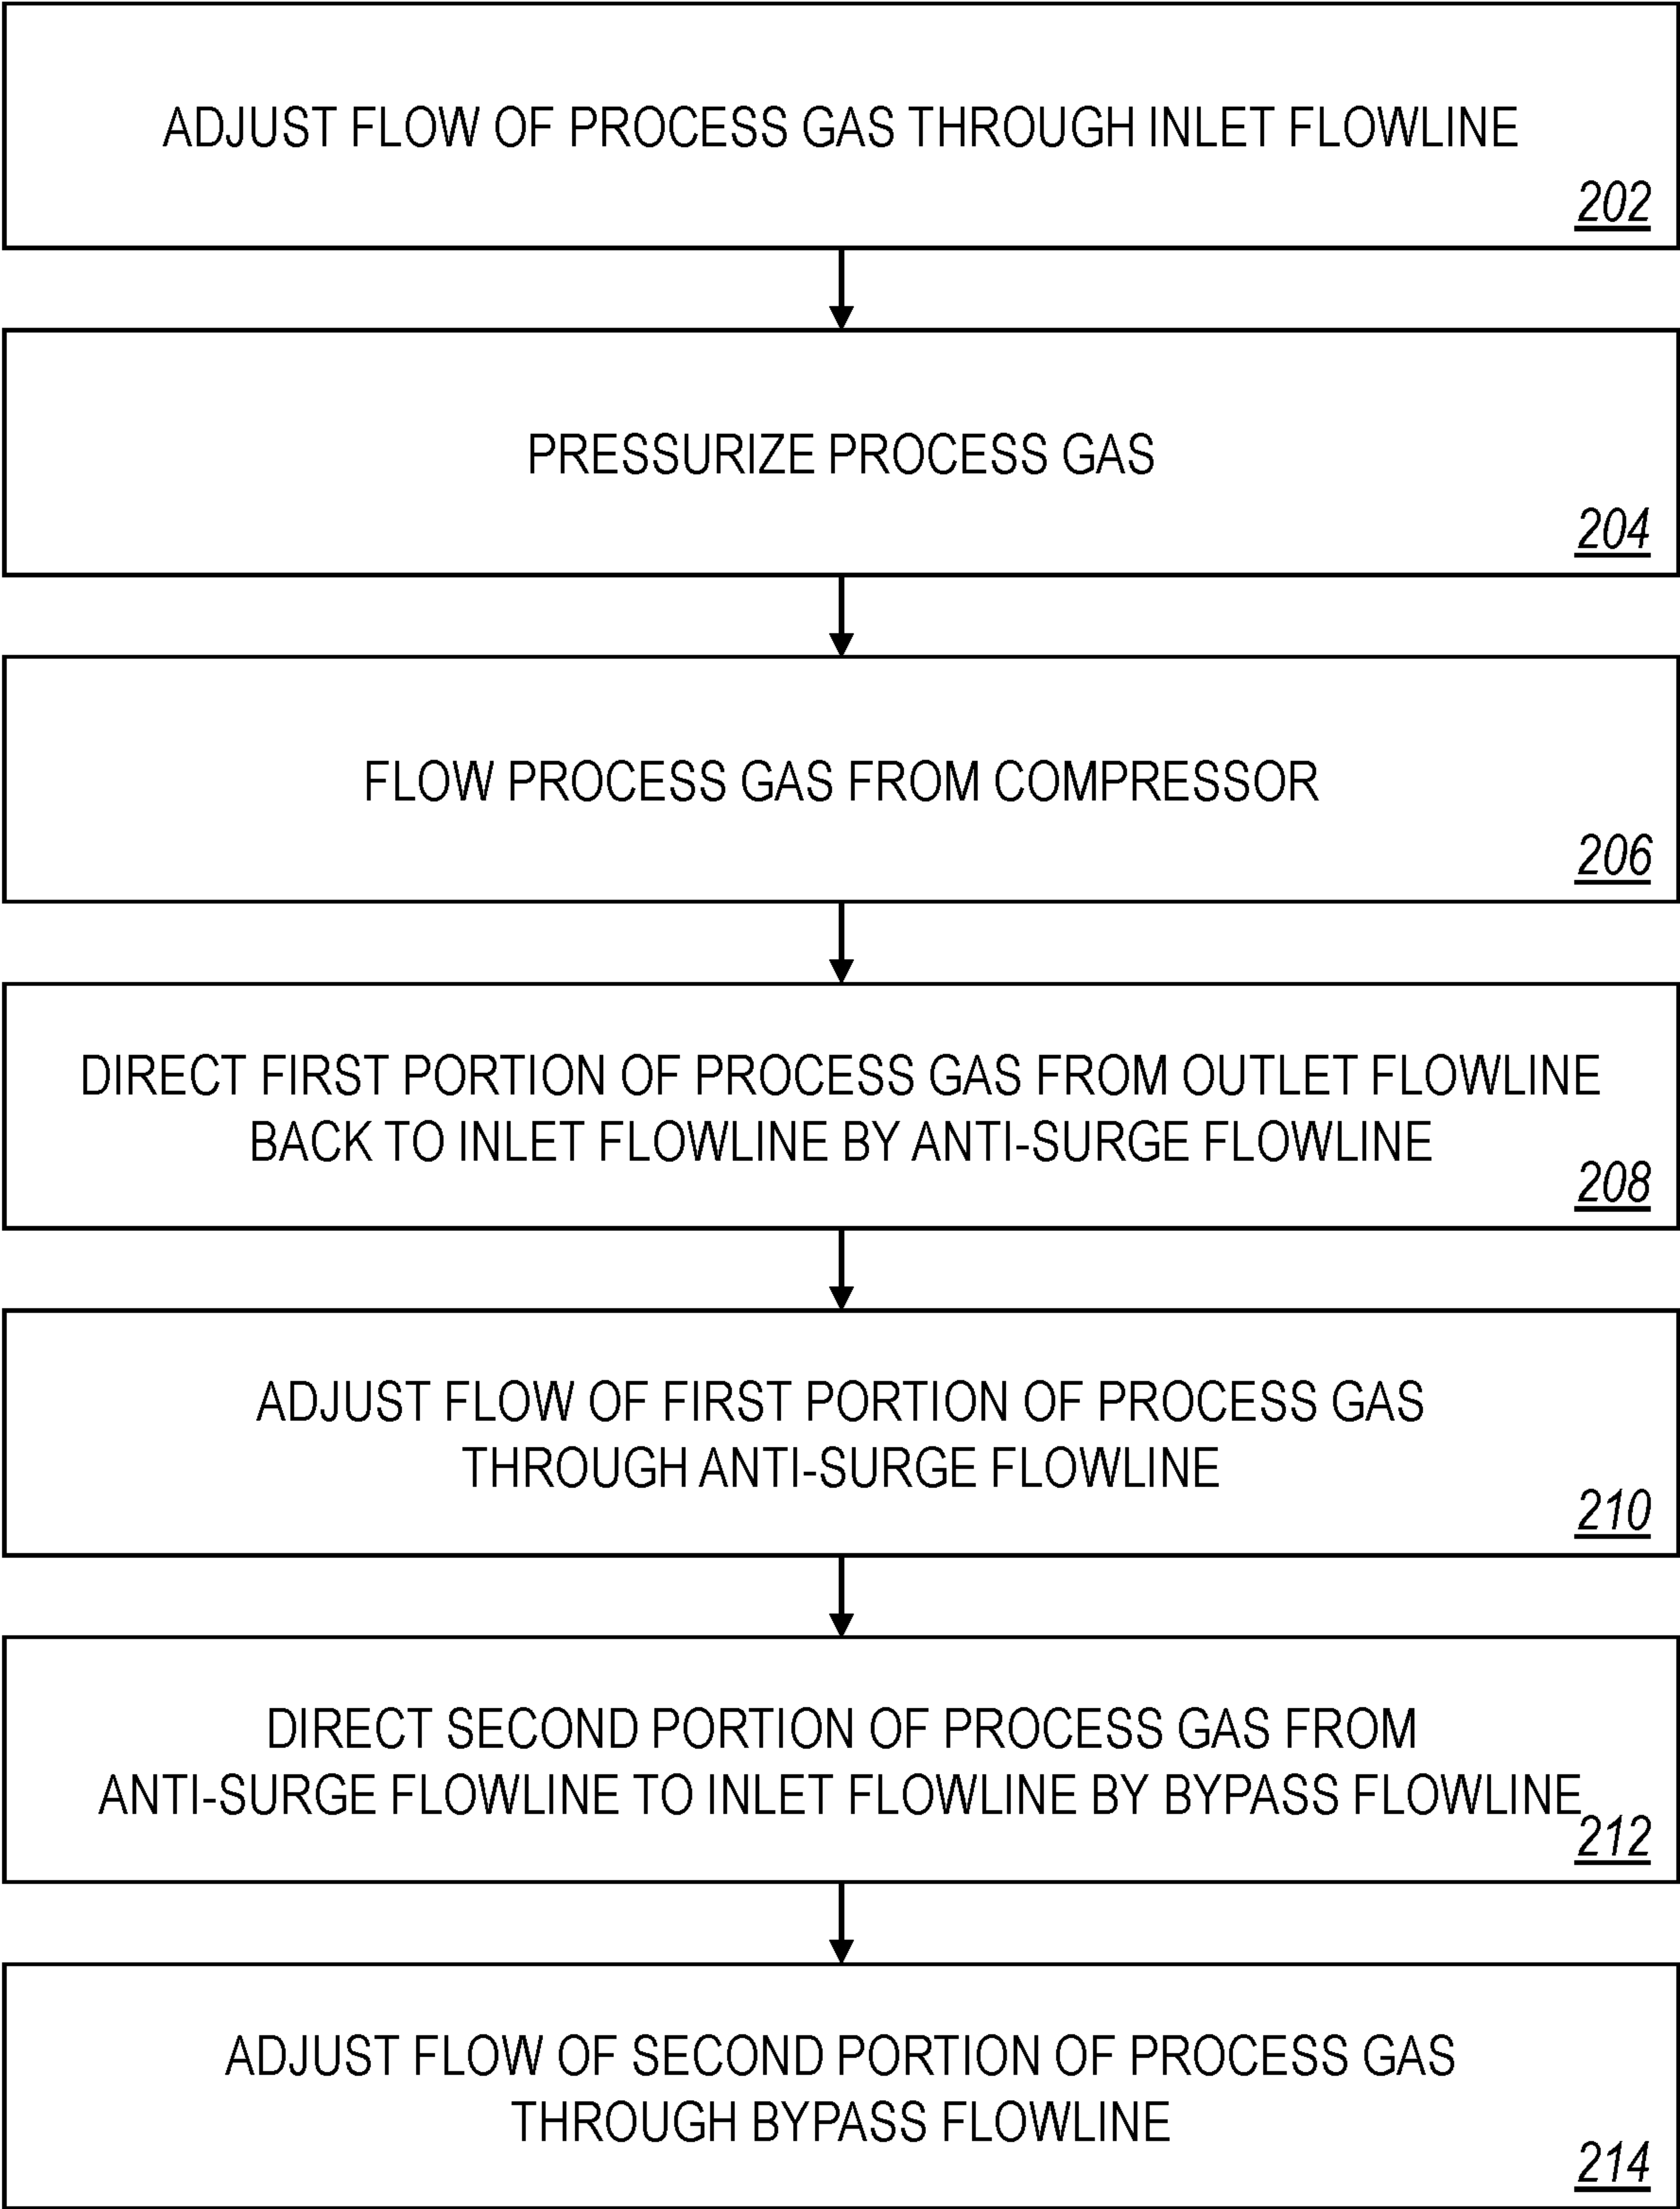 ADJUST FLOW OF PROCESS GAS THROUGH INLET FLOWLINE
202
PRESSURIZE PROCESS GAS
204
FLOW PROCESS GAS FROM COMPRESSOR
206
DIRECT FIRST PORTION OF PROCESS GAS FROM OUTLET FLOWLINE
BACK TO INLET FLOWLINE BY ANTI-SURGE FLOWLINE
208
ADJUST FLOW OF FIRST PORTION OF PROCESS GAS
THROUGH ANTI-SURGE FLOWLINE
210
DIRECT SECOND PORTION OF PROCESS GAS FROM
ANTI-SURGE FLOWLINE TO INLET FLOWLINE BY BYPASS FLOWLINE
212
ADJUST FLOW OF SECOND PORTION OF PROCESS GAS
THROUGH BYPASS FLOWLINE
214